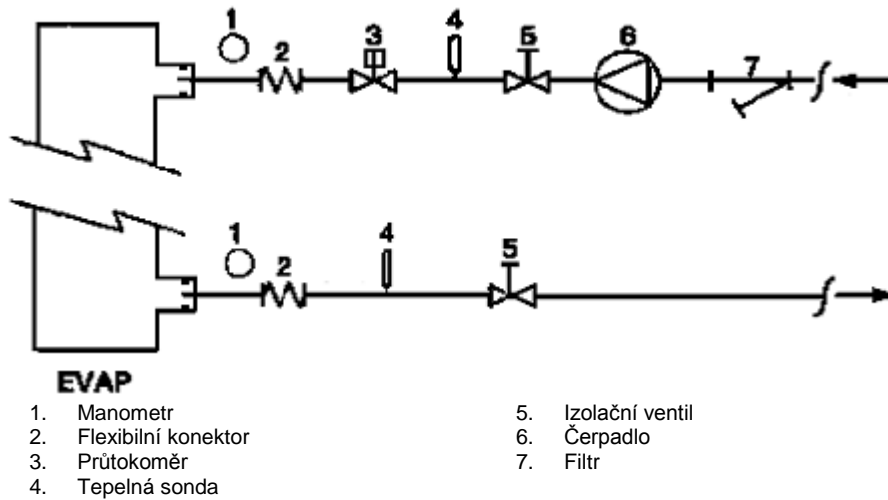 1 2 3 4 5 6 7
1 2 4 5
EVAP
1. Manometr
2. Flexibilní konektor
3. Průtokoměr
4. Tepelná sonda
5. Izolační ventil
6. Čerpadlo
7. Filtr